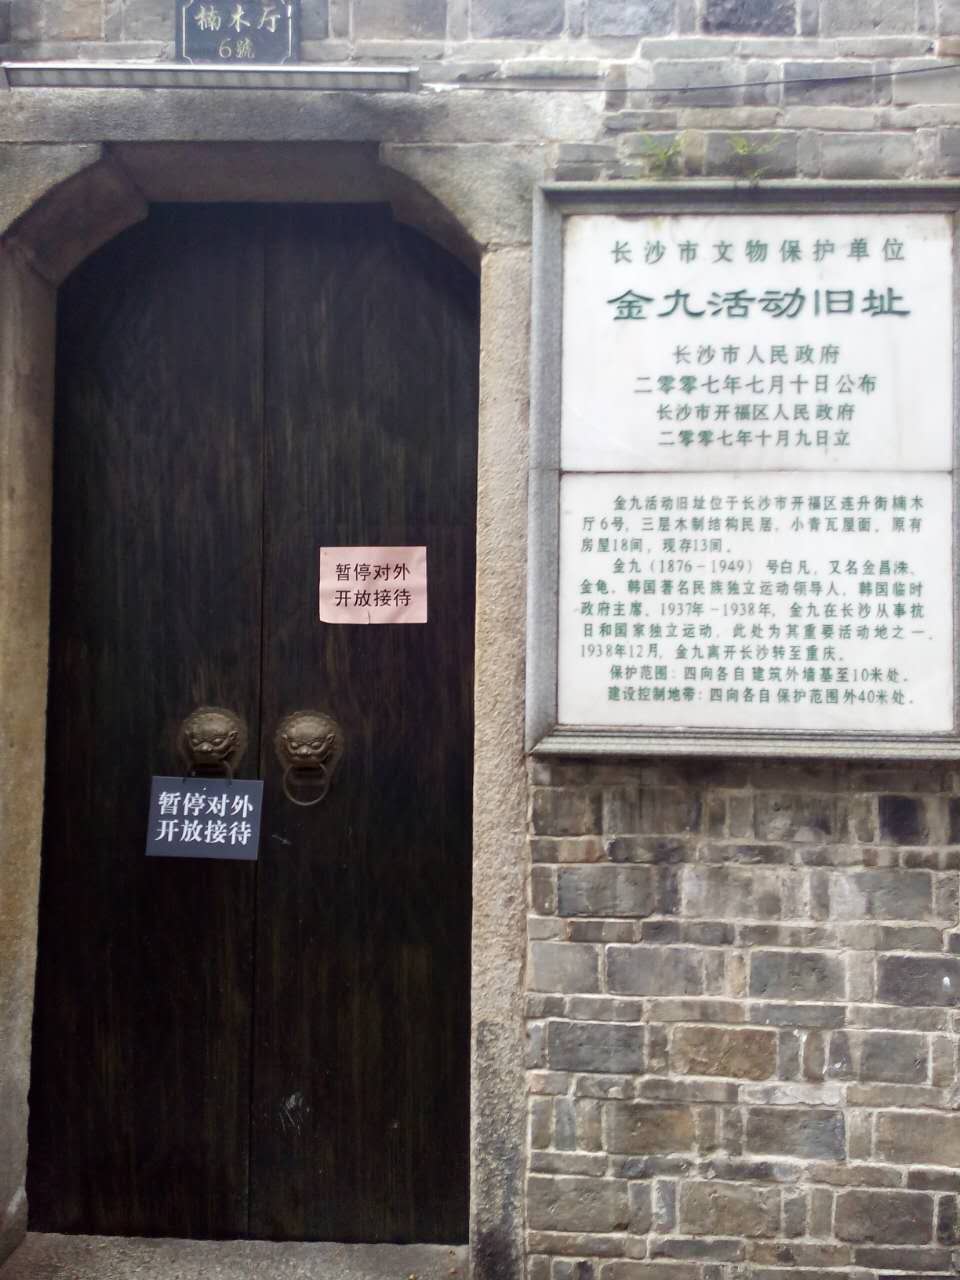 楠木厅
6號
长沙市文物保护单位
金九活动旧址
长沙市人民政府
二零零七年七月十日公布
长沙市开福区人民政府
二零零七年十月九日立
金九活动旧址位于长沙市开福区连升街楠木
厅6号，三层木制结构民居，小青瓦屋面。原有
房屋18间，现存13间。
金九（1876-1949）号白凡，又名金昌洙、
金龟，韩国著名民族独立运动领导人，韩国临时
政府主席，1937年-1938年，金九在长沙从事抗
日和国家独立运动，此处为其重要活动地之一，
1938年12月，金九离开长沙转至重庆。
保护范围：四向各自建筑外墙基至10米处。
建设控制地带：四向各自保护范围外40米处。
暂停对外
开放接待
暂停对外
开放接待